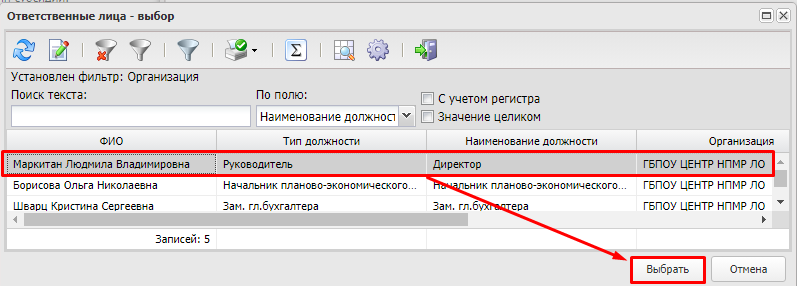 Ответственные лица - выбор
Установлен фильтр: Организация
Поиск текста: По полю: С учетом регистра
Наименование должност Значение целиком
ФИО Тип должности Наименование должности Организация
Маркитан Людмила Владимировна Руководитель Директор ГБПОУ ЦЕНТР НПМР ЛО
Борисова Ольга Николаевна Начальник планово-экономического... Начальник планово-экономического... ГБПОУ ЦЕНТР НПМР ЛО
Шварц Кристина Сергеевна Зам. гл.бухгалтера Зам. гл.бухгалтера ГБПОУ ЦЕНТР НПМР ЛО
Записей: 5
Выбрать Отмена